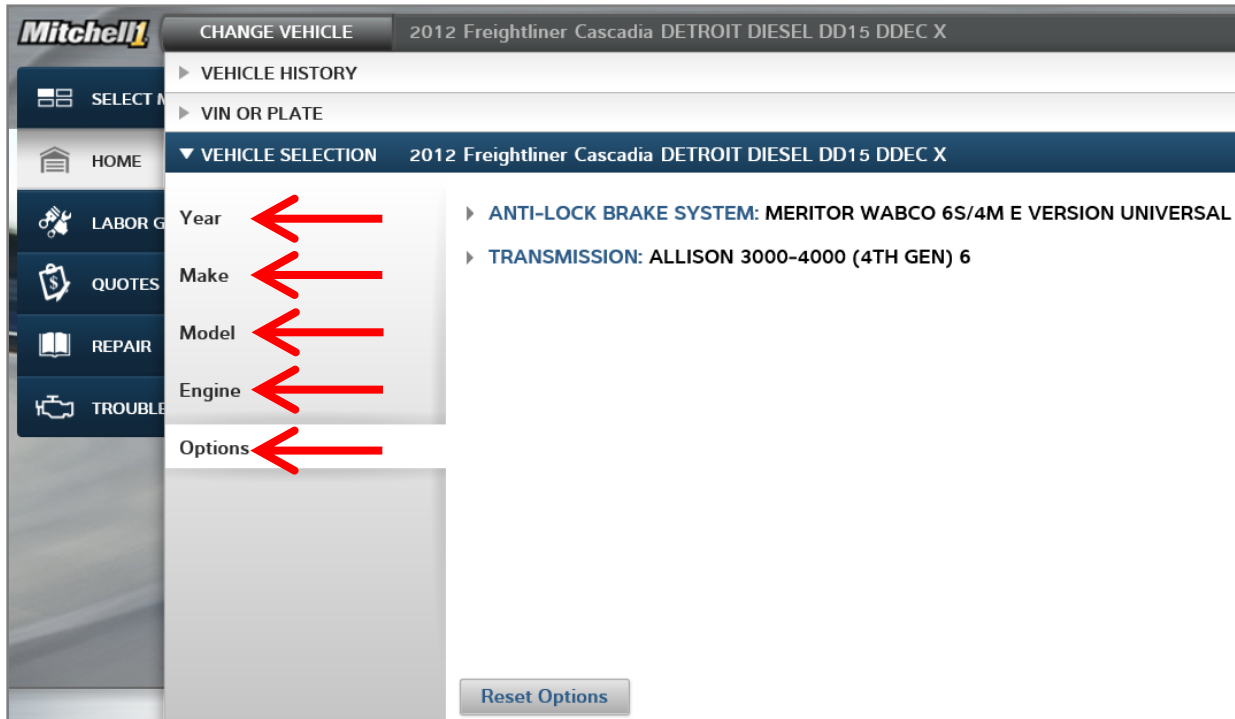 Mitchell1 CHANGE VEHICLE 2012 Freightliner Cascadia DETROIT DIESEL DD15 DDEC X
VEHICLE HISTORY
SELECT M
VIN OR PLATE
HOME
VEHICLE SELECTION 2012 Freightliner Cascadia DETROIT DIESEL DD15 DDEC X
LABOR G
QUOTES
REPAIR
TROUBLE
Year
Make
Model
Engine
Options
ANTI-LOCK BRAKE SYSTEM: MERITOR WABCO 6S/4M E VERSION UNIVERSAL
TRANSMISSION: ALLISON 3000-4000 (4TH GEN) 6
Reset Options